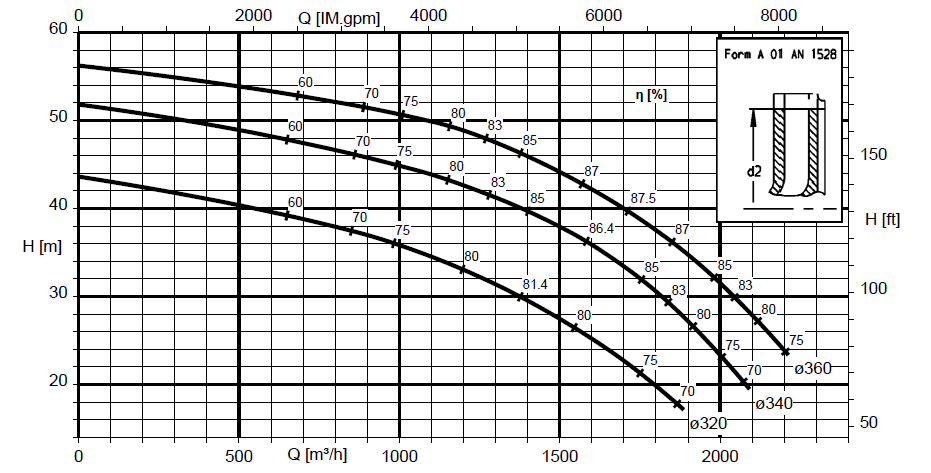 0 2000 Q [IM.gpm] 4000 6000 8000
60
Form A 01 AN 1528
60 70 75 80 83 85 87 87.5 87 85 83 80 75
η [%]
50
60 70 75 80 83 85 86.4 85 83 80 75 70
150
d2
40
H [m]
H [ft]
60 70 75 80 81.4 80 75 70
30
100
20
ø360
ø340
ø320
50
0 500 Q [m³/h] 1000 1500 2000